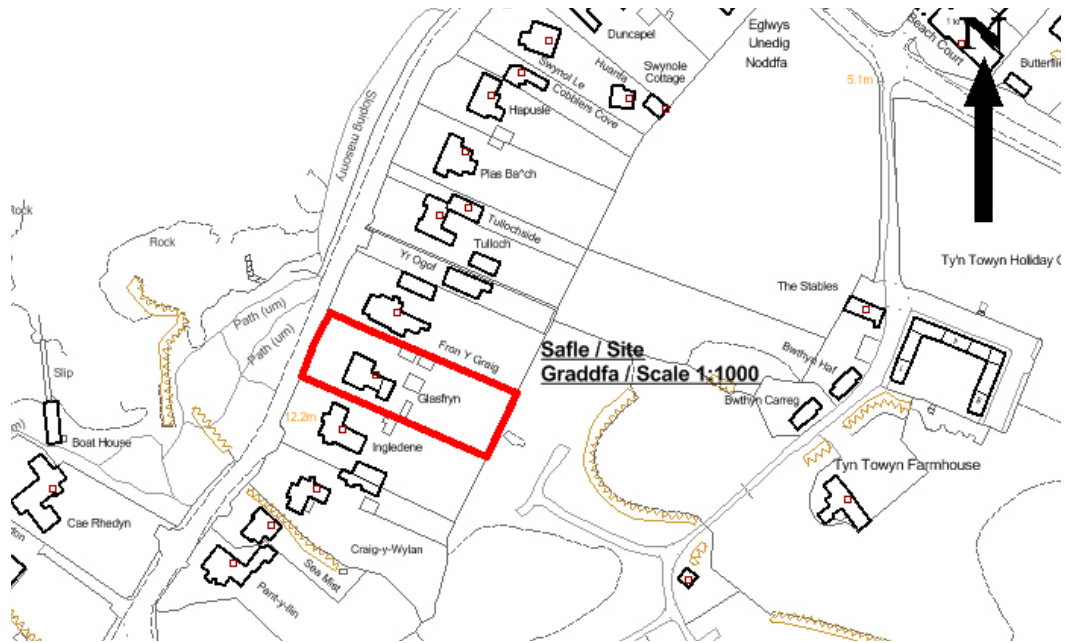 Duncapel
Eglwys
Unedig
Noddfa
Beach Court
N
Swynol Le
Huanfa
Swynole
Cottage
5.1m
Cobblers Cove
Hapusle
Sloping masonry
Plas Ba^ch
Rock
Rock
Tullochside
Tulloch
Yr Ogof
Ty'n Towyn Holiday
The Stables
Path (um)
Path (um)
Fron Y Graig
Safle / Site
Graddfa / Scale 1:1000
Bwthyn Haf
Slip
Glasfryn
Bwthyn Carreg
12.2m
Boat House
Ingledene
Tyn Towyn Farmhouse
Cae Rhedyn
Craig-y-Wylan
Sea Mist
Pant-y-llin